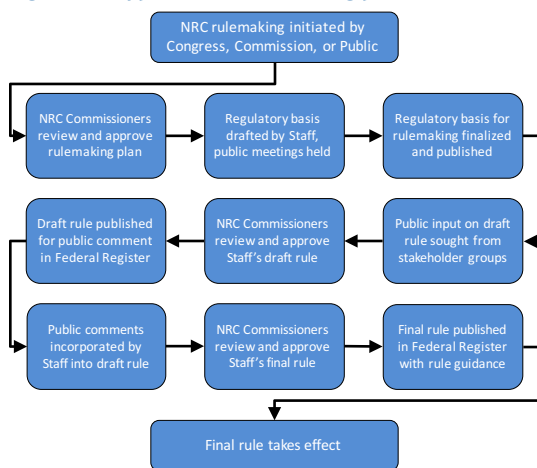 NRC rulemaking initiated by
Congress, Commission, or Public
NRC Commissioners
review and approve
rulemaking plan
Regulatory basis
drafted by Staff,
public meetings held
Regulatory basis for
rulemaking finalized
and published
Public input on draft
rule sought from
stakeholder groups
NRC Commissioners
review and approve
Staff's draft rule
Draft rule published
for public comment
in Federal Register
Public comments
incorporated by
Staff into draft rule
NRC Commissioners
review and approve
Staff's final rule
Final rule published
in Federal Register
with rule guidance
Final rule takes effect